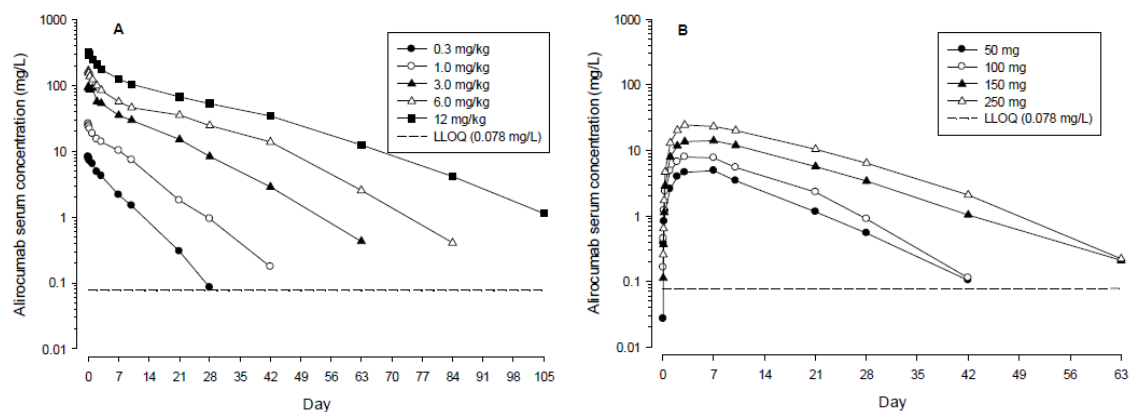 A
Alirocumab serum concentration (mg/L)
1000
100
10
1
0.1
0.01
0.3 mg/kg
1.0 mg/kg
3.0 mg/kg
6.0 mg/kg
12 mg/kg
LLOQ (0.078 mg/L)
0 7 14 21 28 35 42 49 56 63 70 77 84 91 98 105
Day
B
Alirocumab serum concentration (mg/L)
1000
100
10
1
0.1
0.01
50 mg
100 mg
150 mg
250 mg
LLOQ (0.078 mg/L)
0 7 14 21 28 35 42 49 56 63
Day